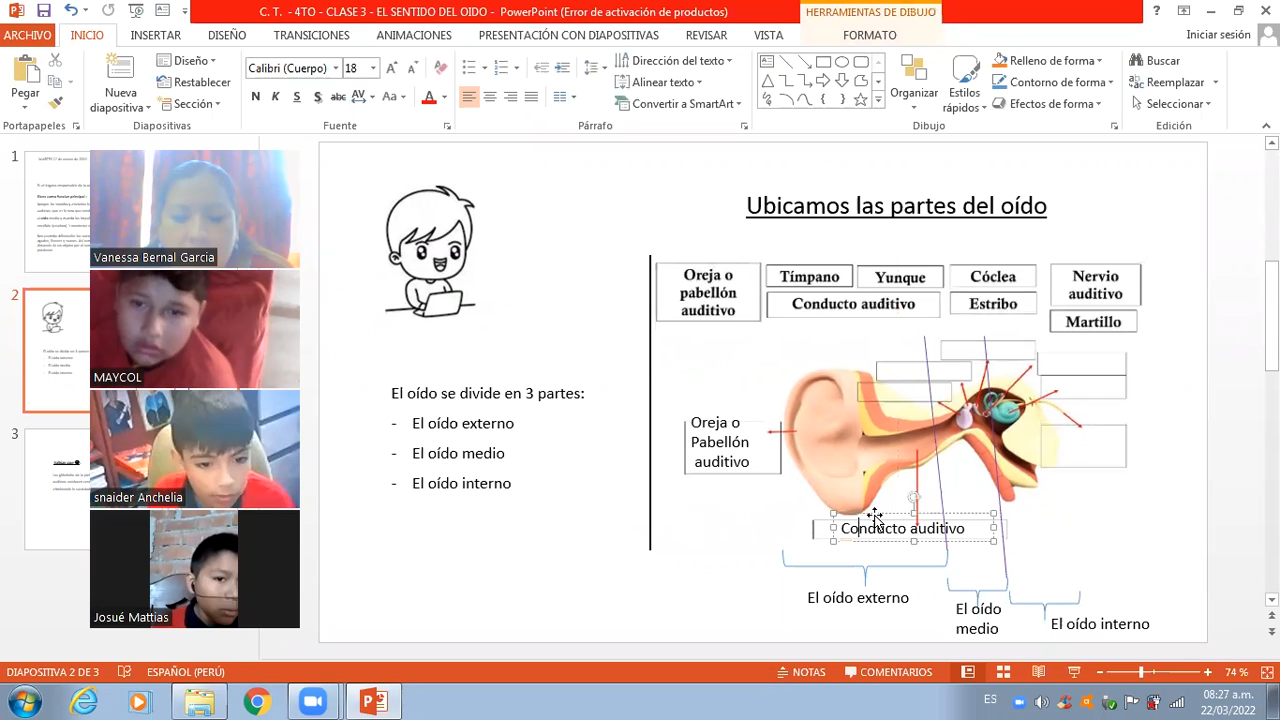 C. T. - 4TO - CLASE 3 - EL SENTIDO DEL OIDO - PowerPoint (Error de activación de productos)
HERRAMIENTAS DE DIBUJO
ARCHIVO INICIO INSERTAR DISEÑO TRANSICIONES ANIMACIONES PRESENTACIÓN CON DIAPOSITIVAS REVISAR VISTA FORMATO
Iniciar sesión
Pegar
Nueva diapositiva
Diseño
Restablecer
Sección
Calibri (Cuerpo) 18
N K S S abc AV Aa A
Dirección del texto
Alinear texto
Convertir a SmartArt
Organizar
Estilos rápidos
Relleno de forma
Contorno de forma
Efectos de forma
Buscar
Reemplazar
Seleccionar
Portapapeles Diapositivas Fuente Párrafo Dibujo Edición
1
2
3
Vanessa Bernal Garcia
MAYCOL
snaider Anchelia
Josué Mattias
Ubicamos las partes del oído
Oreja o pabellón auditivo
Tímpano
Yunque
Cóclea
Nervio auditivo
Conducto auditivo
Estribo
Martillo
El oído se divide en 3 partes:
- El oído externo
- El oído medio
- El oído interno
Oreja o
Pabellón
auditivo
Conducto auditivo
El oído externo
El oído
medio
El oído interno
DIAPOSITIVA 2 DE 3 ESPAÑOL (PERÚ) NOTAS COMENTARIOS 74 %
ES 08:27 a.m.
22/03/2022